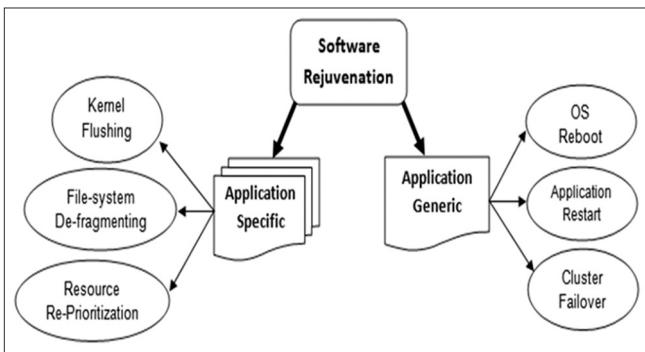 Software
Rejuvenation
Kernel
Flushing
File-system
De-fragmenting
Resource
Re-Prioritization
Application
Specific
Application
Generic
OS
Reboot
Application
Restart
Cluster
Failover